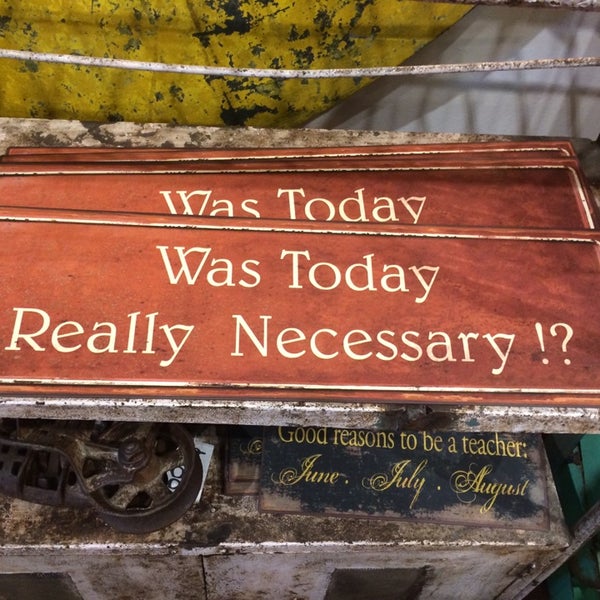 Was Today
Was Today
Really Necessary !?
Good reasons to be a teacher:
June . July . August